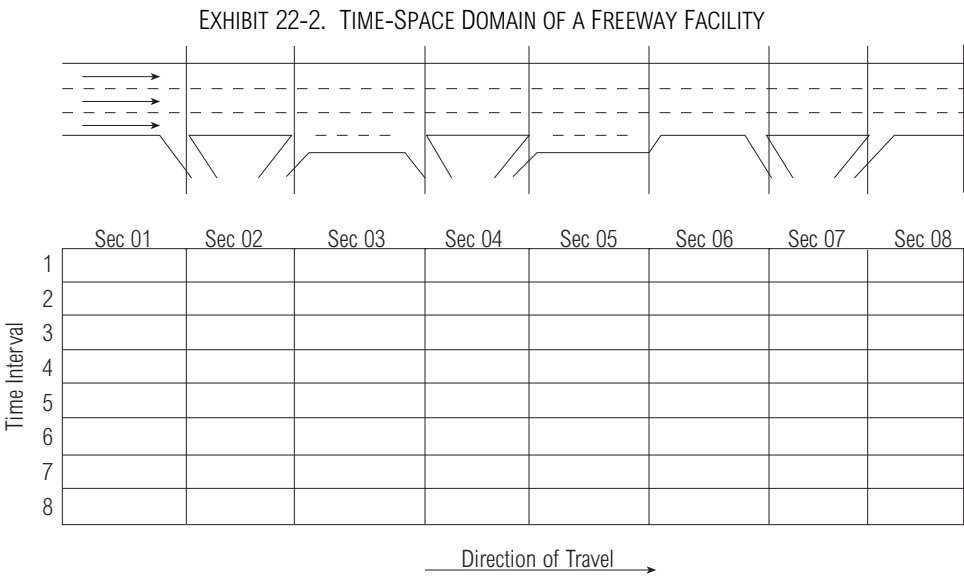 EXHIBIT 22-2. TIME-SPACE DOMAIN OF A FREEWAY FACILITY
Sec 01 Sec 02 Sec 03 Sec 04 Sec 05 Sec 06 Sec 07 Sec 08
Time Interval
1
2
3
4
5
6
7
8
Direction of Travel